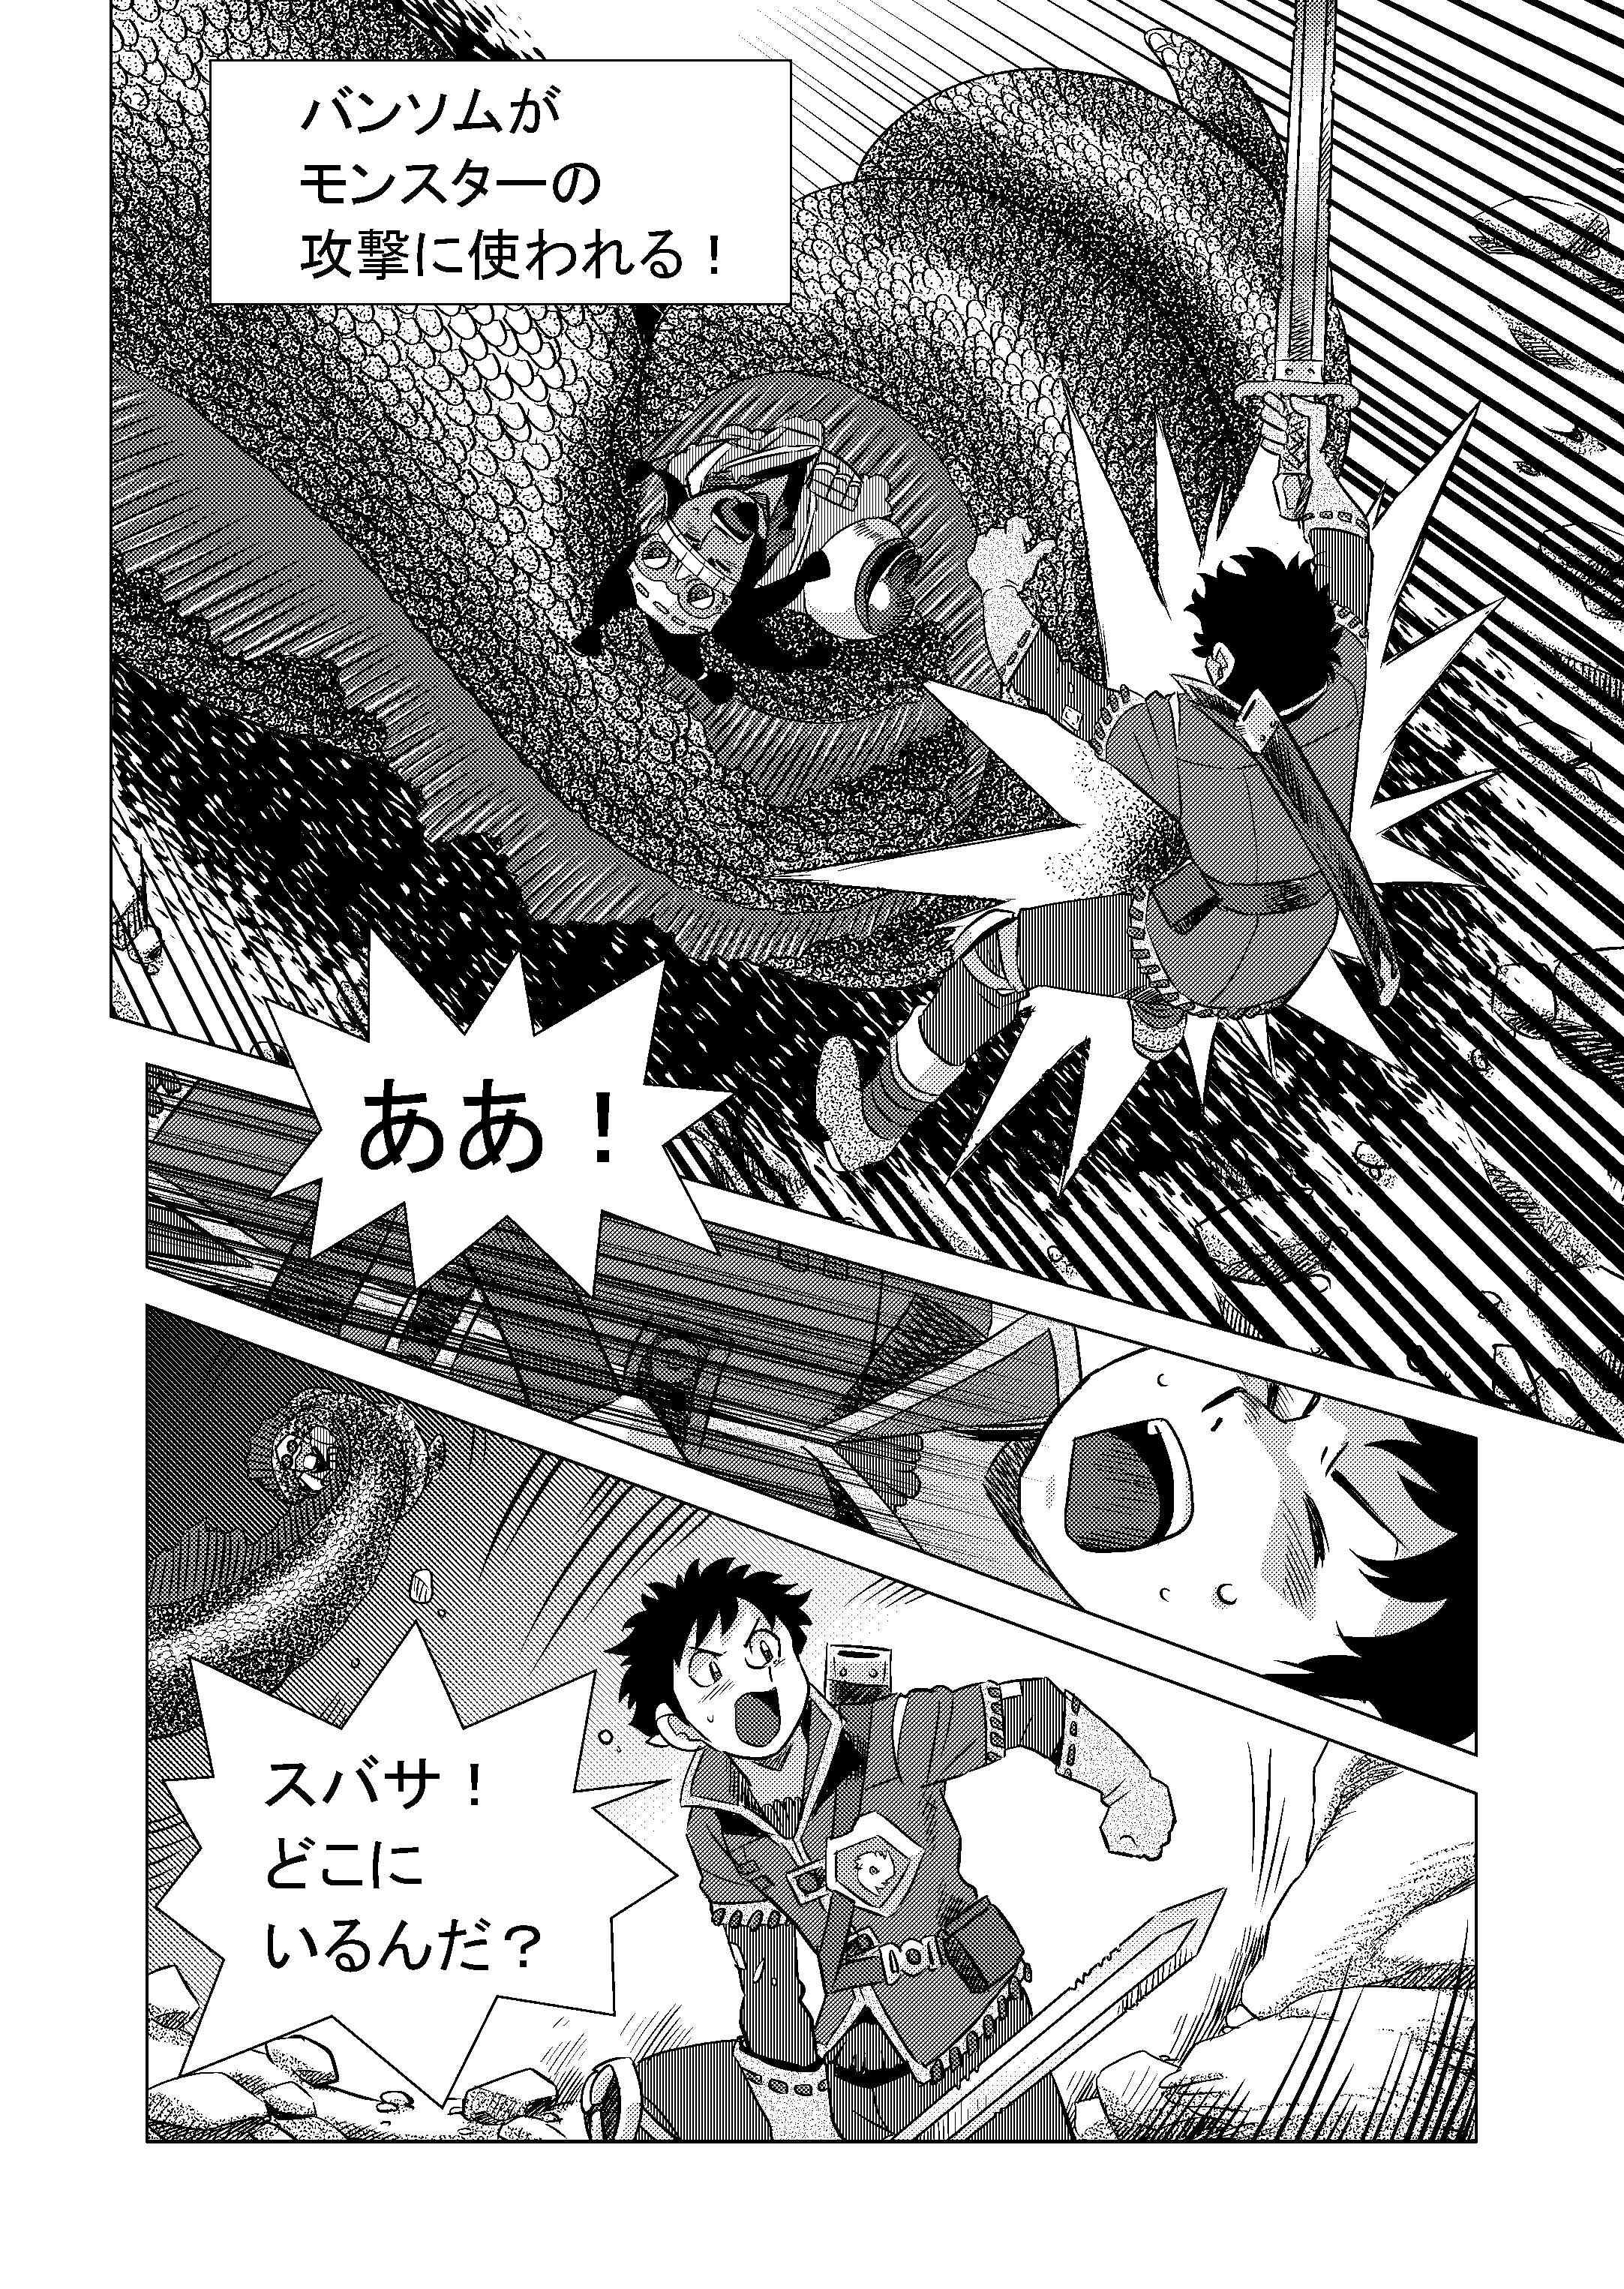 バンソムが
モンスターの
攻撃に使われる！
ああ！
スバサ！
どこに
いるんだ？